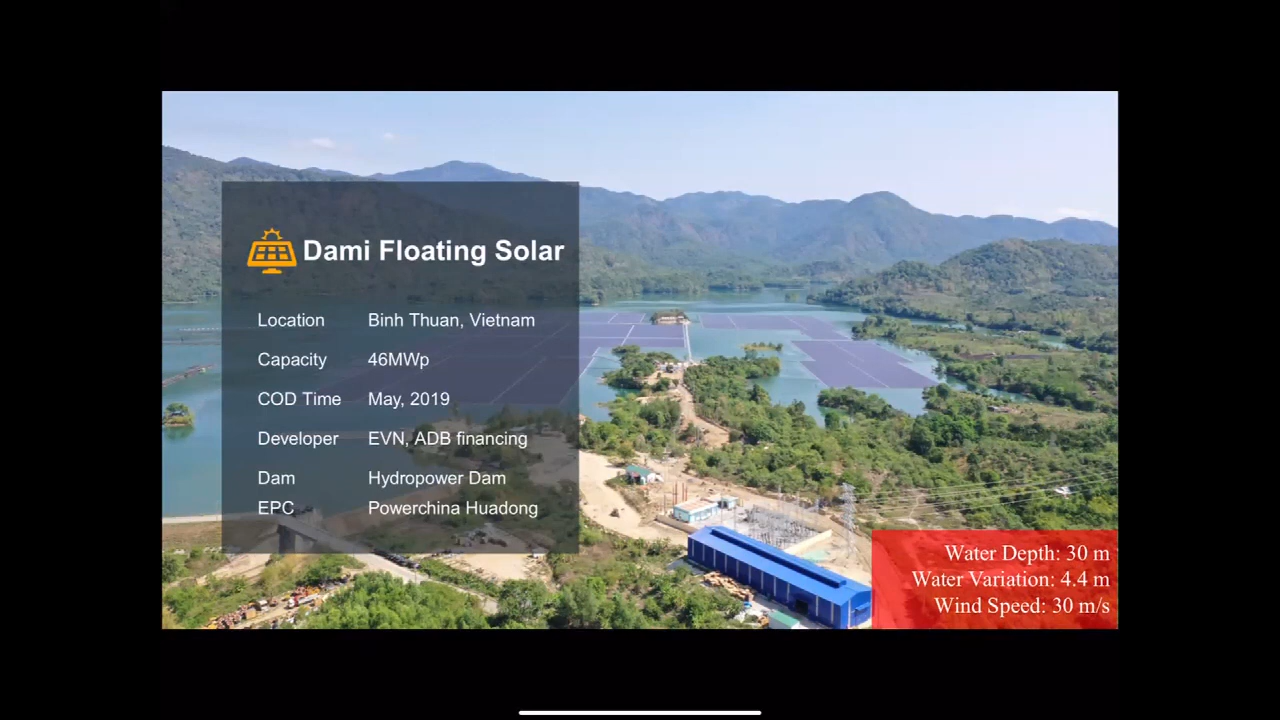 Dami Floating Solar
Location Binh Thuan, Vietnam
Capacity 46MWp
COD Time May, 2019
Developer EVN, ADB financing
Dam Hydropower Dam
EPC Powerchina Huadong
Water Depth: 30 m
Water Variation: 4.4 m
Wind Speed: 30 m/s